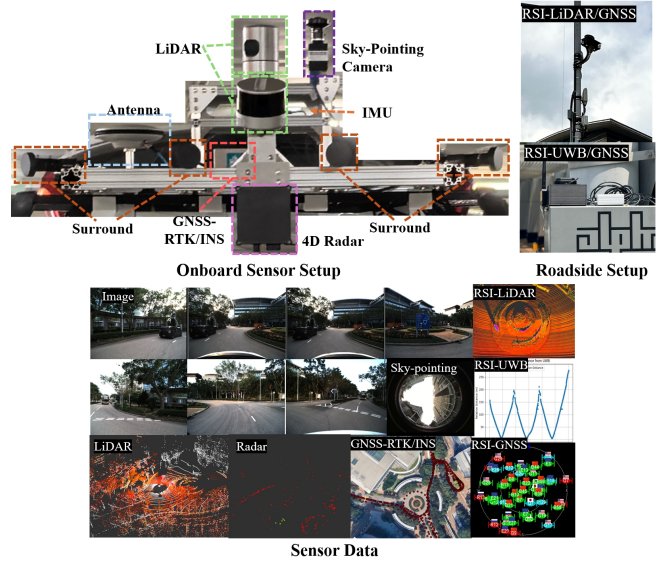 LiDAR
Sky-Pointing
Camera
Antenna
IMU
Surround
GNSS-
RTK/INS
4D Radar
Surround
Onboard Sensor Setup
RSI-LiDAR/GNSS
RSI-UWB/GNSS
alpha
Roadside Setup
Image
RSI-LiDAR
Sky-pointing
RSI-UWB
LiDAR
Radar
GNSS-RTK/INS
RSI-GNSS
Sensor Data